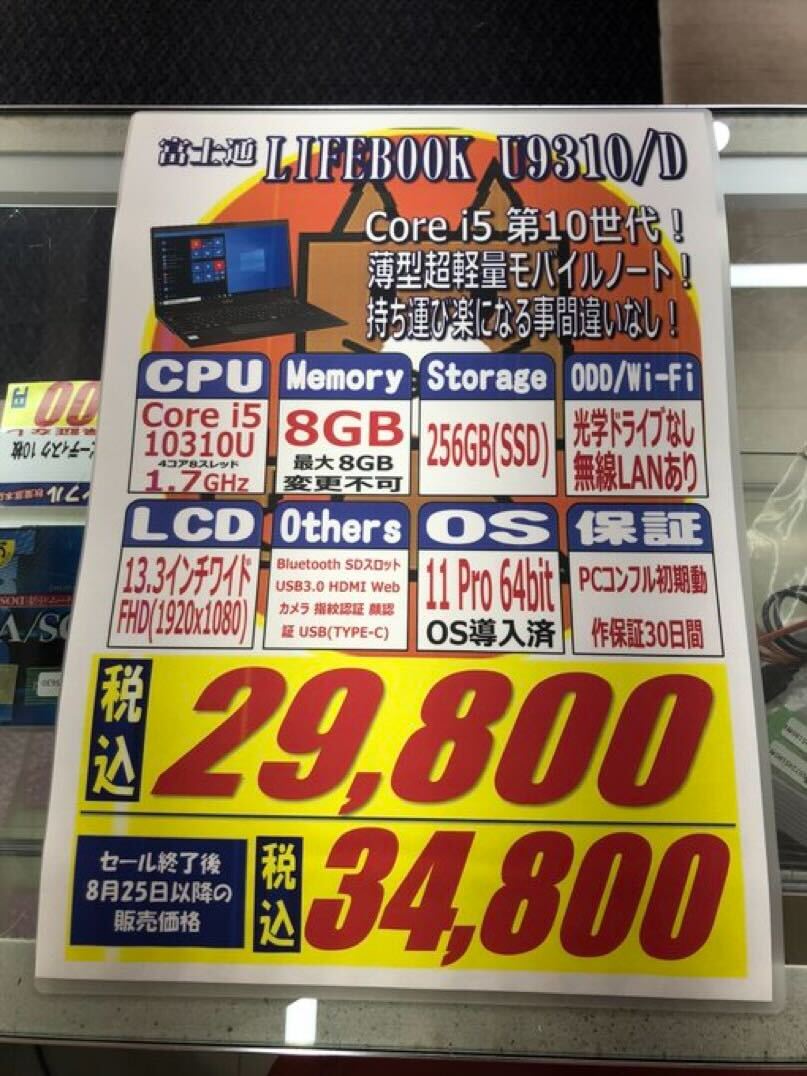 富士通 LIFEBOOK U9310/D
Core i5 第10世代！
薄型超軽量モバイルノート！
持ち運び楽になる事間違いなし！
CPU
Core i5
10310U
4コア8スレッド
1.7GHz
Memory
8GB
最大8GB
変更不可
Storage
256GB(SSD)
ODD/Wi-Fi
光学ドライブなし
無線LANあり
LCD
13.3インチワイド
FHD(1920x1080)
Others
Bluetooth SDスロット
USB3.0 HDMI Web
カメラ 指紋認証 顔認
証 USB(TYPE-C)
OS
11 Pro 64bit
OS導入済
保証
PCコンフル初期動
作保証30日間
税込
29,800
セール終了後
8月25日以降の
販売価格
税込
34,800